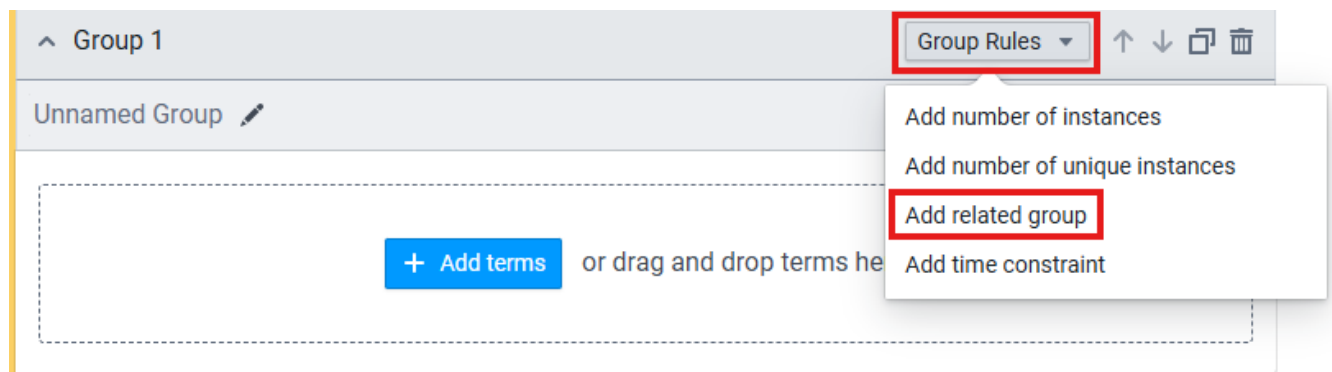 Group 1
Group Rules
Unnamed Group
Add number of instances
Add number of unique instances
Add related group
Add time constraint
+ Add terms or drag and drop terms he